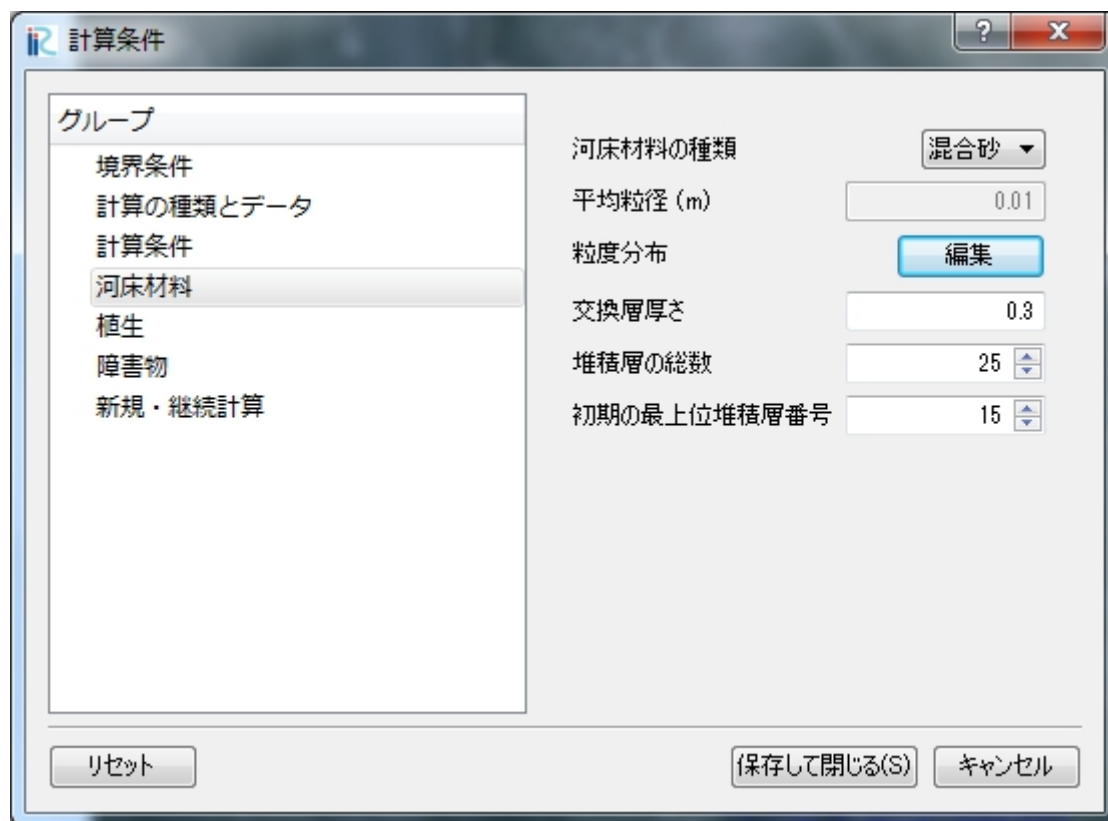 iRC 計算条件
?
x
グループ
境界条件
計算の種類とデータ
計算条件
河床材料
植生
障害物
新規・継続計算
河床材料の種類 混合砂
平均粒径 (m) 0.01
粒度分布 編集
交換層厚さ 0.3
堆積層の総数 25
初期の最上位堆積層番号 15
リセット
保存して閉じる(S)
キャンセル